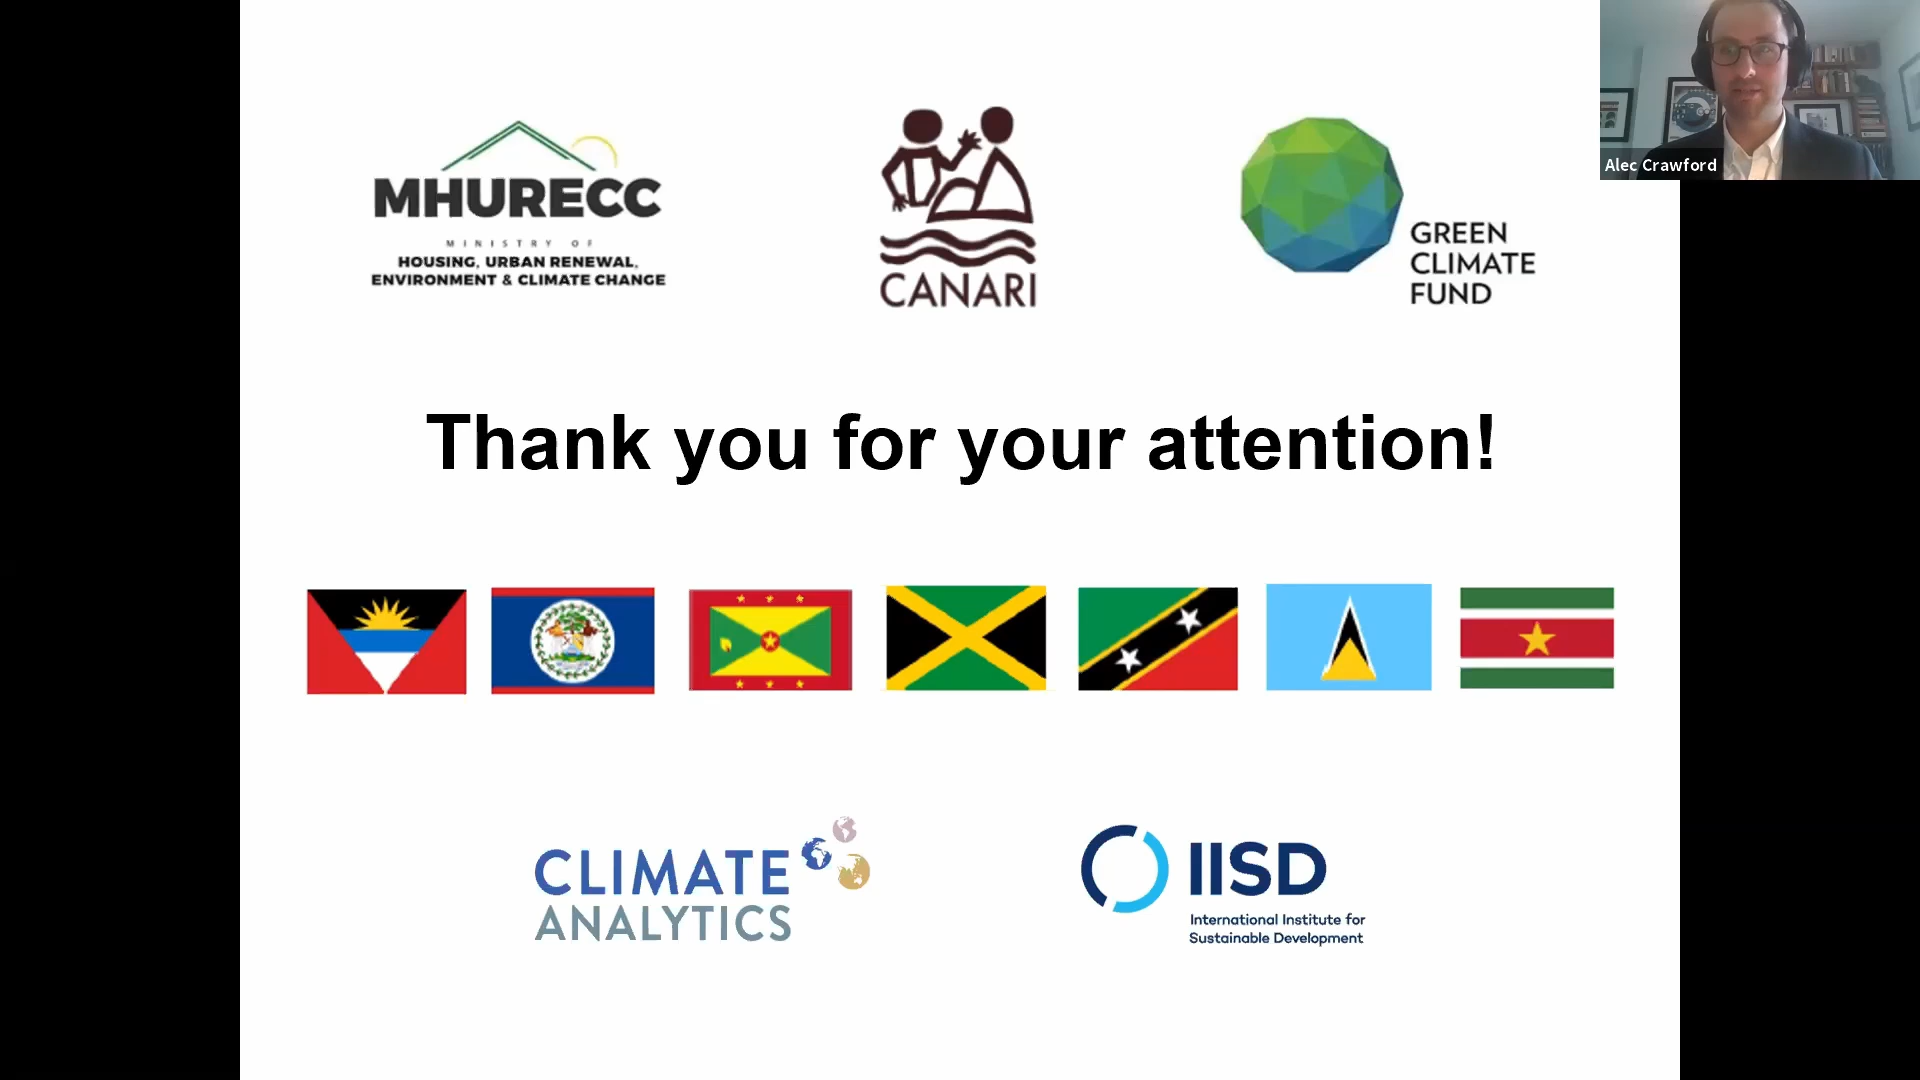 MHURECC
MINISTRY OF
HOUSING, URBAN RENEWAL,
ENVIRONMENT & CLIMATE CHANGE
CANARI
GREEN
CLIMATE
FUND
Alec Crawford
Thank you for your attention!
CLIMATE
ANALYTICS
IISD
International Institute for
Sustainable Development